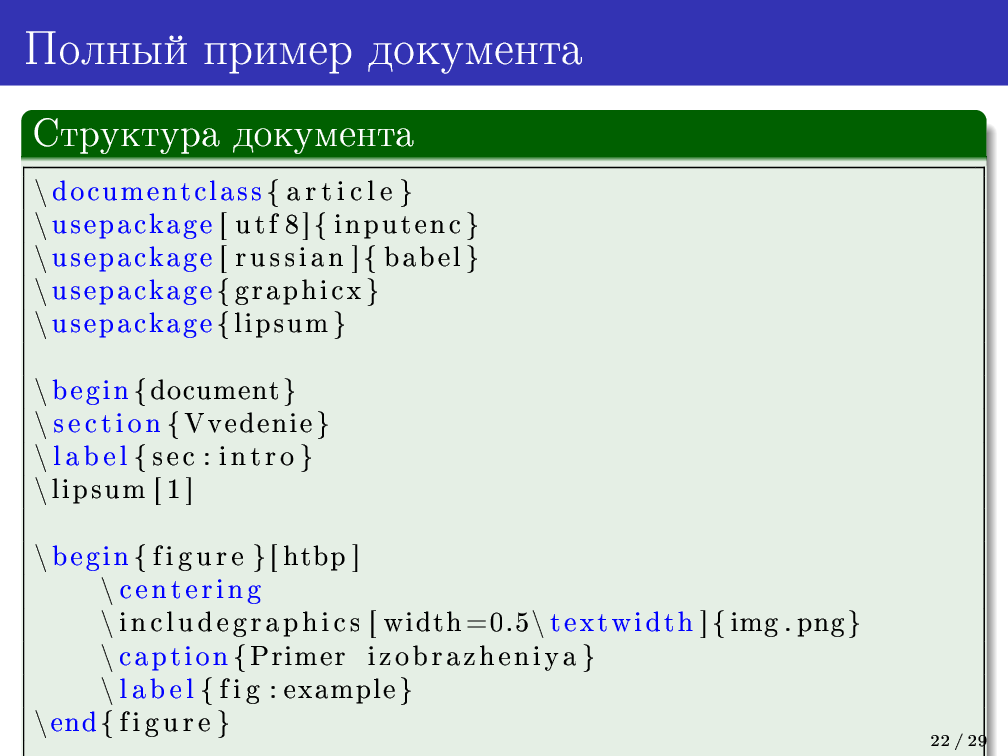 Полный пример документа
Структура документа
\documentclass{article}
\usepackage[utf8]{inputenc}
\usepackage[russian]{babel}
\usepackage{graphicx}
\usepackage{lipsum}
\begin{document}
\section{Vvedenie}
\label{sec:intro}
\lipsum[1]
\begin{figure}[htbp]
\centering
\includegraphics[width=0.5\textwidth]{img.png}
\caption{Primer izobrazheniya}
\label{fig:example}
\end{figure}
22 / 29